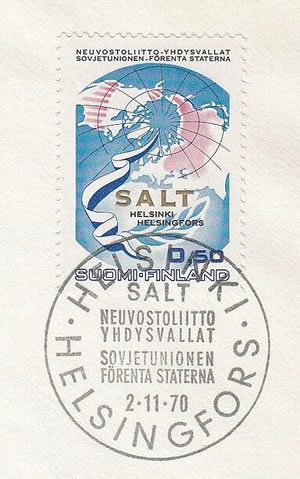 NEUVOSTOLIITTO-YHDYSVALLAT
SOVJETUNIONEN-FÖRENTA STATERNA
SALT
HELSINKI
HELSINGFORS
0,50
SUOMI-FINLAND
HELSINKI
SALT
NEUVOSTOLIITTO
YHDYSVALLAT
SOVJETUNIONEN
FÖRENTA STATERNA
2-11-70
HELSINGFORS